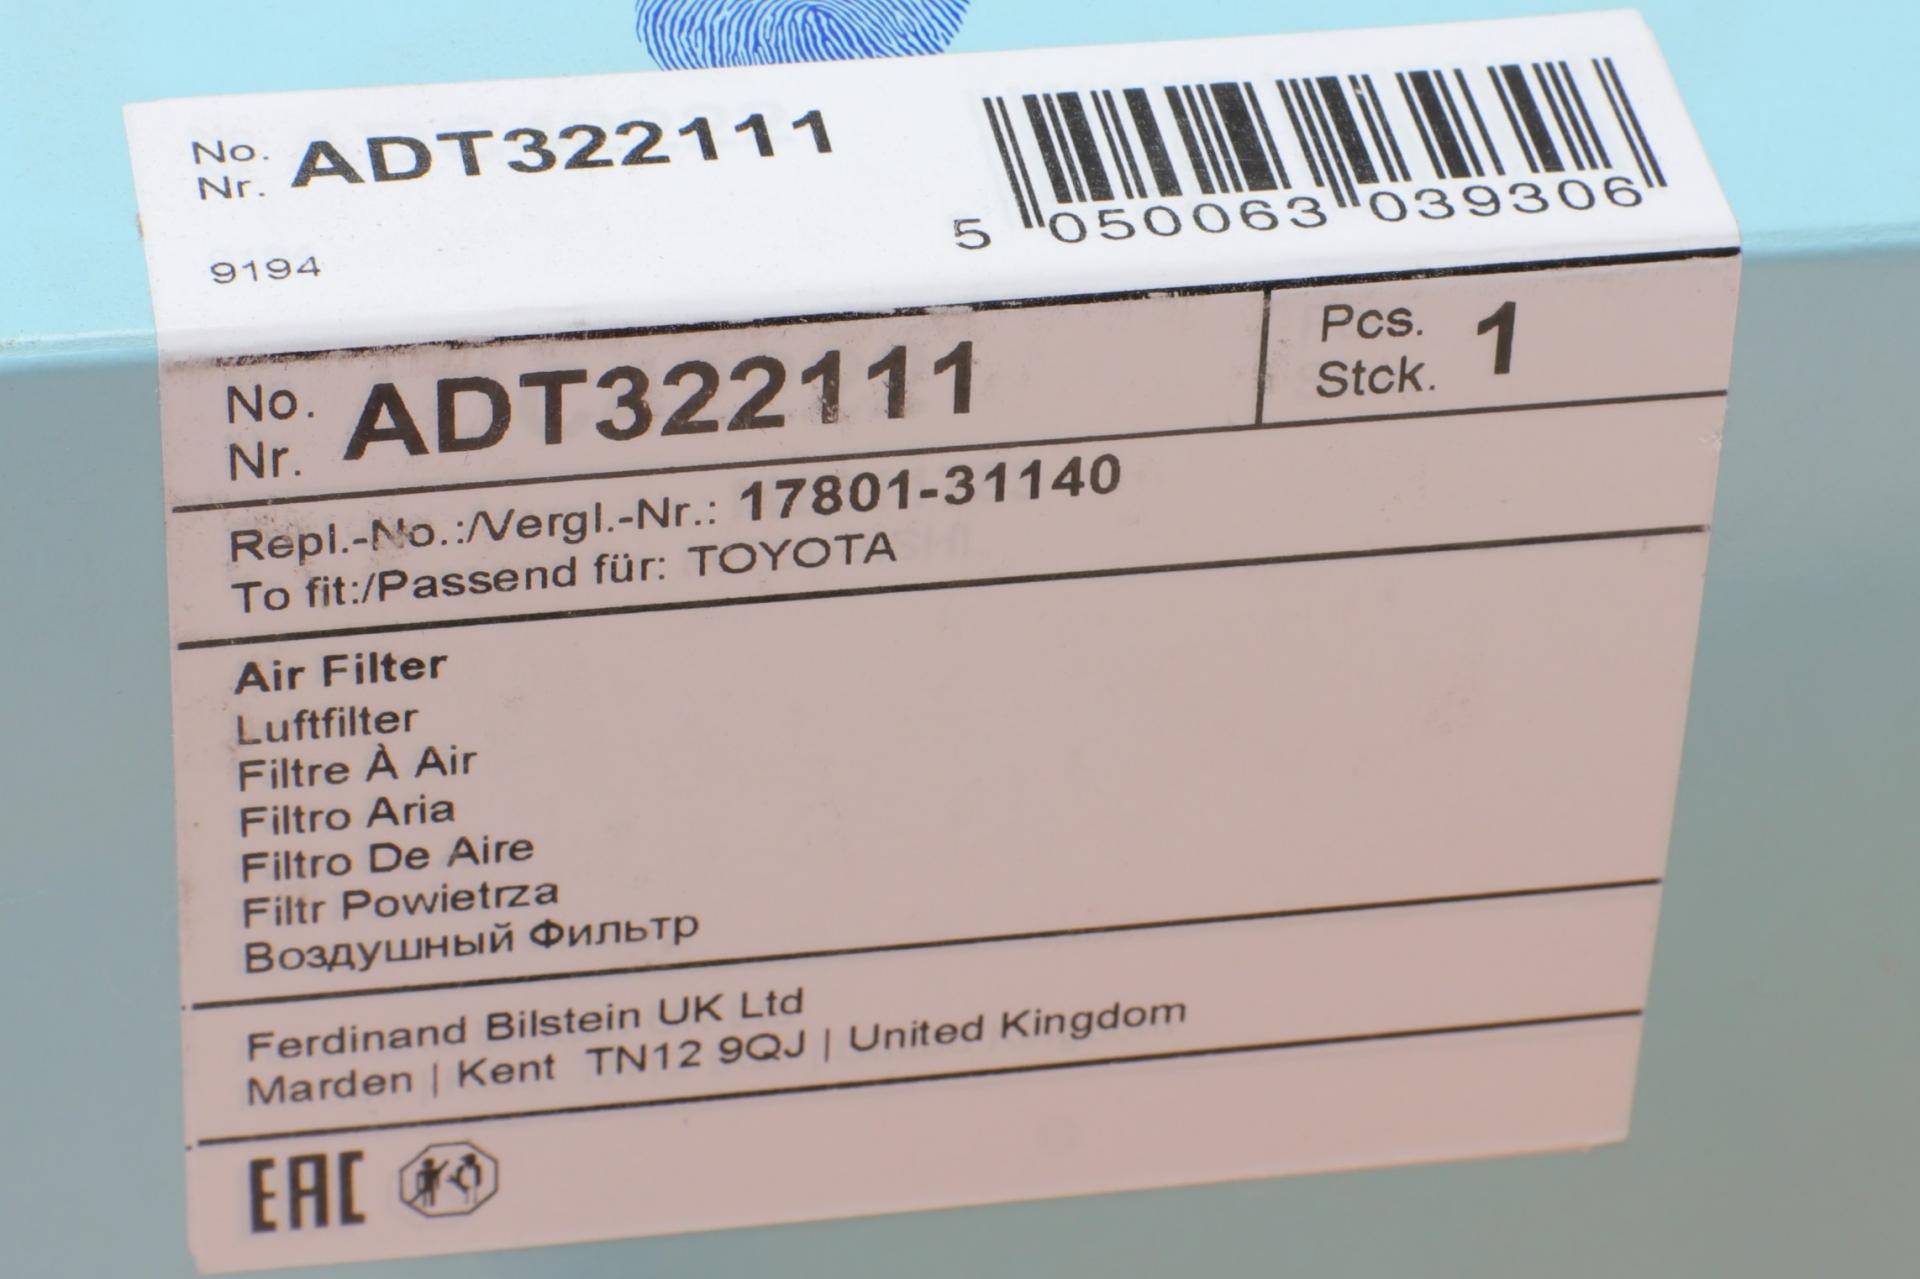 No. ADT322111
Nr.
9194
5 050063 039306
No. ADT322111
Nr.
Pcs. 1
Stck.
Repl.-No.:/Vergl.-Nr.: 17801-31140
To fit:/Passend für: TOYOTA
Air Filter
Luftfilter
Filtre À Air
Filtro Aria
Filtro De Aire
Filtr Powietrza
Воздушный Фильтр
Ferdinand Bilstein UK Ltd
Marden | Kent TN12 9QJ | United Kingdom
EAC